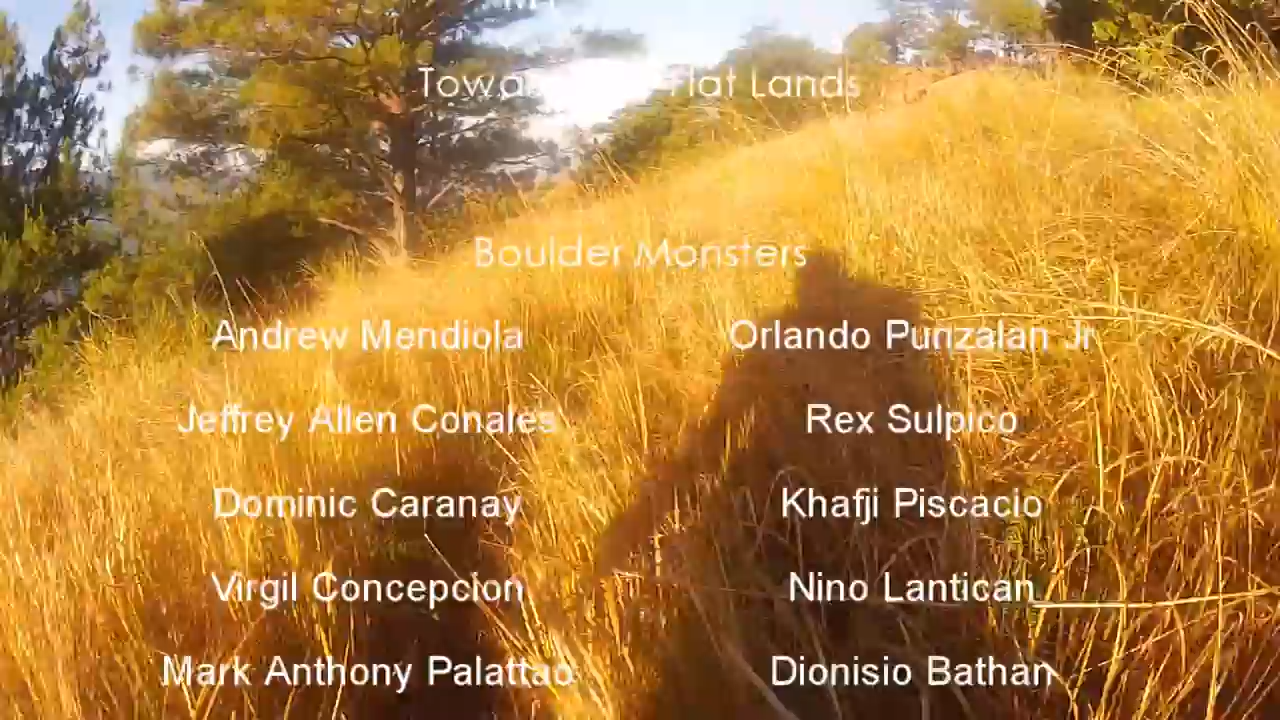 Lands
Boulder Monsters
Andrew Mendiola Orlando Punzalan Jr
Jeffrey Allen Conales Rex Sulpico
Dominic Caranay Khafji Piscacio
Virgil Concepcion Nino Lantican
Mark Anthony Palattao Dionisio Bathan